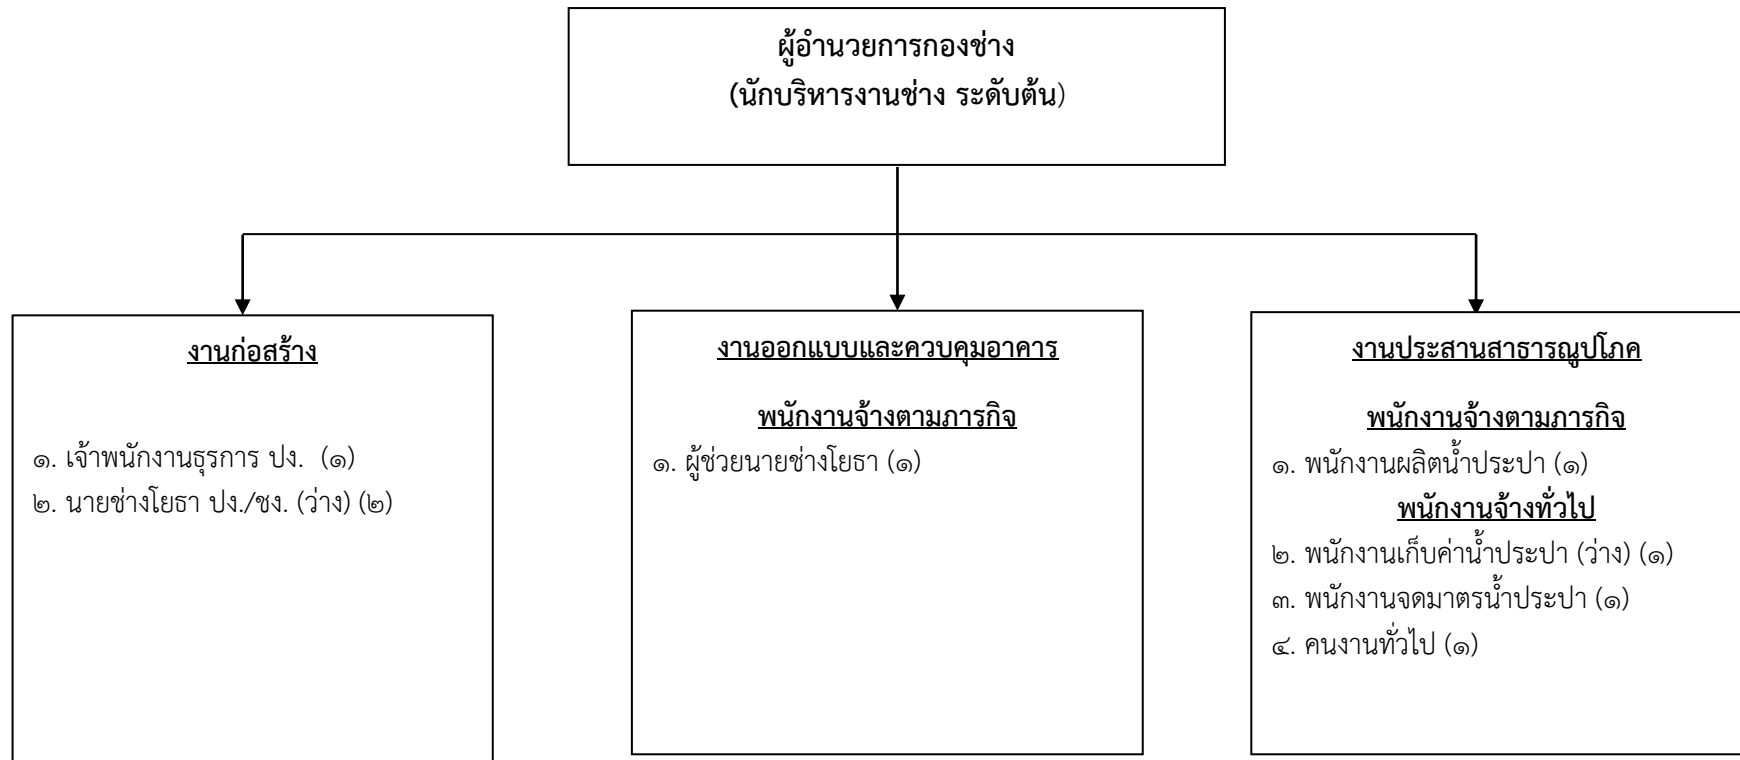 ผู้อำนวยการกองช่าง
(นักบริหารงานช่าง ระดับต้น)
งานก่อสร้าง
๑. เจ้าพนักงานธุรการ ปง. (๑)
๒. นายช่างโยธา ปง./ชง. (ว่าง) (๒)
งานออกแบบและควบคุมอาคาร
พนักงานจ้างตามภารกิจ
๑. ผู้ช่วยนายช่างโยธา (๑)
งานประสานสาธารณูปโภค
พนักงานจ้างตามภารกิจ
๑. พนักงานผลิตน้ำประปา (๑)
พนักงานจ้างทั่วไป
๒. พนักงานเก็บค่าน้ำประปา (ว่าง) (๑)
๓. พนักงานจดมาตรน้ำประปา (๑)
๔. คนงานทั่วไป (๑)